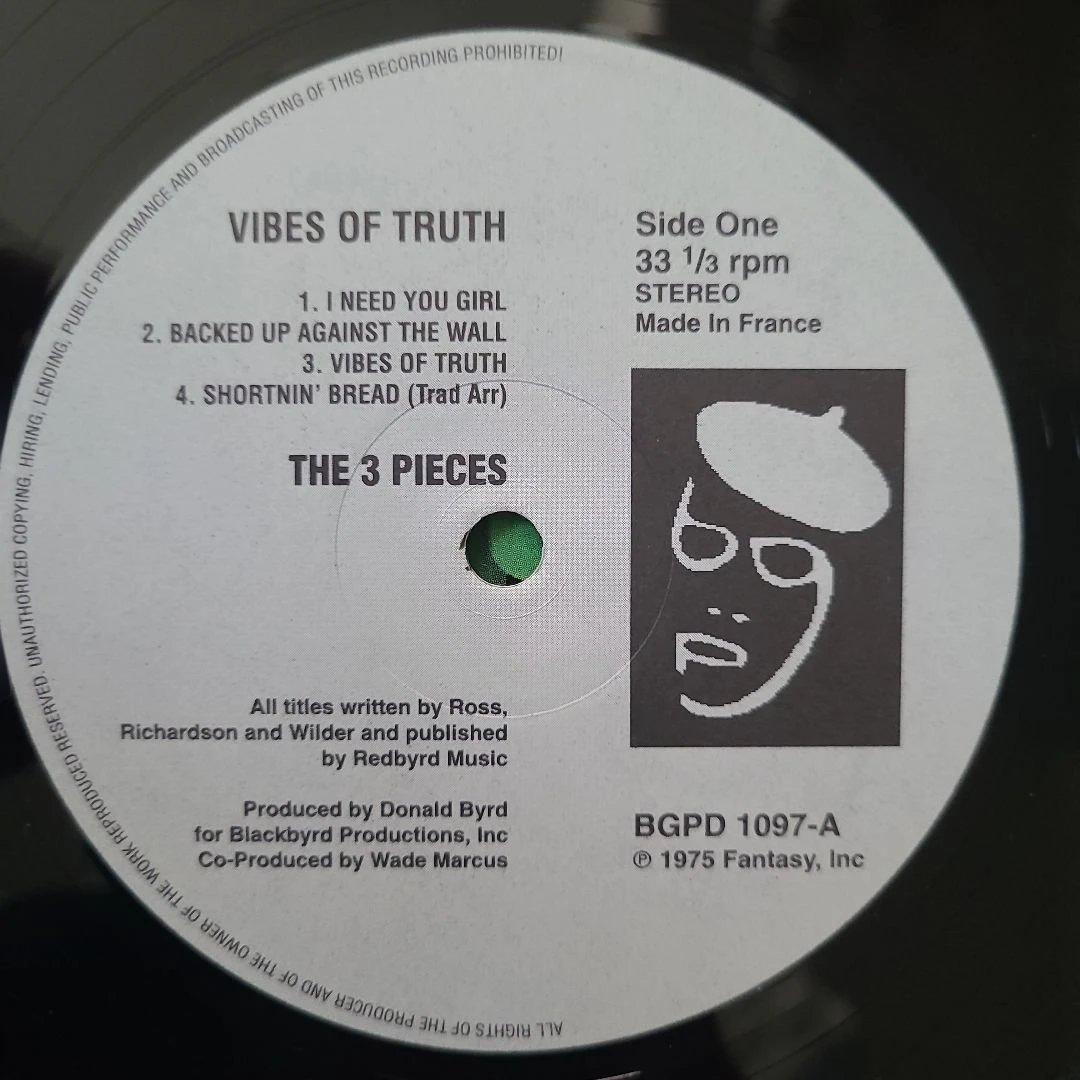 ALL RIGHTS OF THE PRODUCER AND OF THE OWNER OF THE WORK REPRODUCED RESERVED. UNAUTHORIZED COPYING, HIRING, LENDING, PUBLIC PERFORMANCE AND BROADCASTING OF THIS RECORDING PROHIBITED!
VIBES OF TRUTH
1. I NEED YOU GIRL
2. BACKED UP AGAINST THE WALL
3. VIBES OF TRUTH
4. SHORTNIN' BREAD (Trad Arr)
THE 3 PIECES
All titles written by Ross,
Richardson and Wilder and published
by Redbyrd Music
Produced by Donald Byrd
for Blackbyrd Productions, Inc
Co-Produced by Wade Marcus
Side One
33 1/3 rpm
STEREO
Made In France
BGPD 1097-A
℗ 1975 Fantasy, Inc